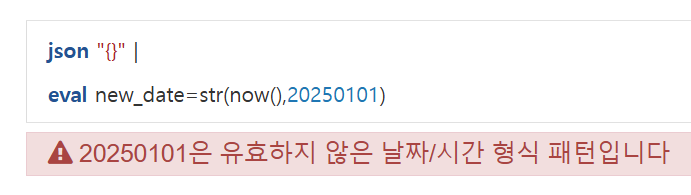 json "{}" |
eval new_date=str(now(),20250101)
20250101은 유효하지 않은 날짜/시간 형식 패턴입니다